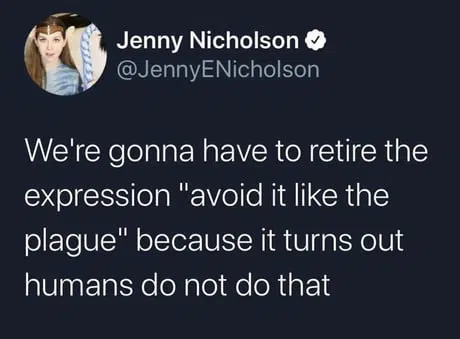 Jenny Nicholson
@JennyENicholson
We're gonna have to retire the
expression "avoid it like the
plague" because it turns out
humans do not do that